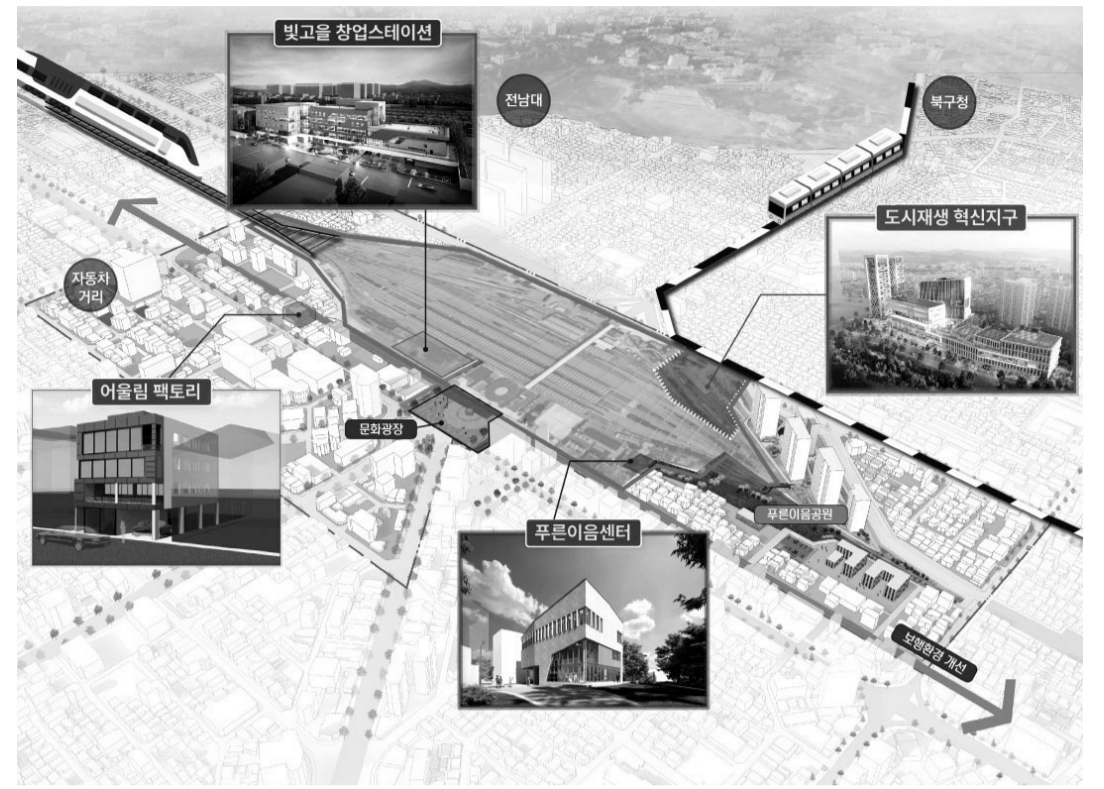 빛고을 창업스테이션
전남대
북구청
도시재생 혁신지구
자동차
거리
어울림 팩토리
문화광장
푸른이음센터
푸른이음공원
보행환경 개선